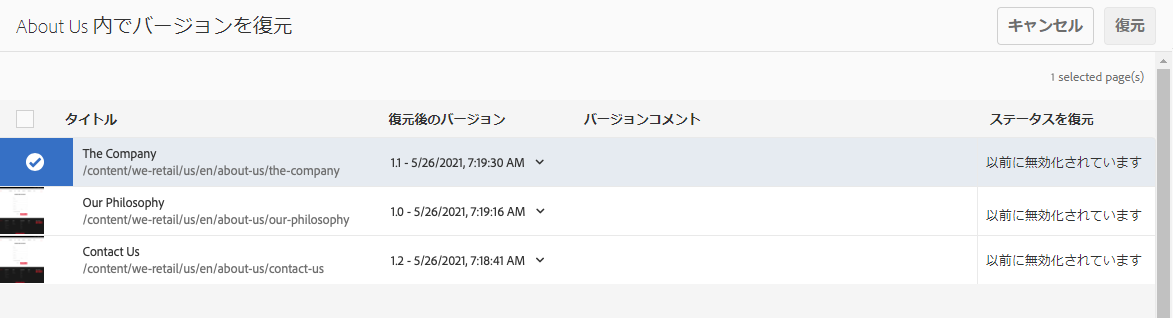 About Us 内でバージョンを復元
キャンセル
復元
1 selected page(s)
タイトル 復元後のバージョン バージョンコメント ステータスを復元
The Company
/content/we-retail/us/en/about-us/the-company
1.1 - 5/26/2021, 7:19:30 AM
以前に無効化されています
Our Philosophy
/content/we-retail/us/en/about-us/our-philosophy
1.0 - 5/26/2021, 7:19:16 AM
以前に無効化されています
Contact Us
/content/we-retail/us/en/about-us/contact-us
1.2 - 5/26/2021, 7:18:41 AM
以前に無効化されています